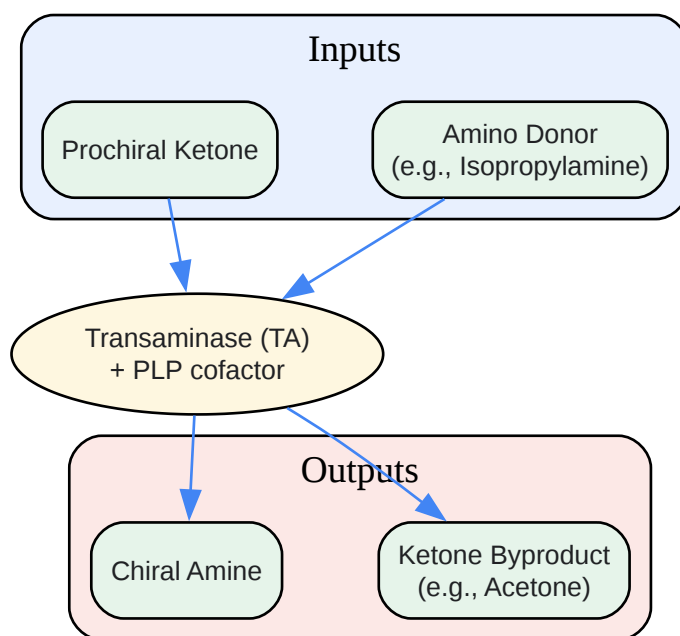 Inputs
Prochiral Ketone
Amino Donor
(e.g., Isopropylamine)
Transaminase (TA)
+ PLP cofactor
Outputs
Chiral Amine
Ketone Byproduct
(e.g., Acetone)